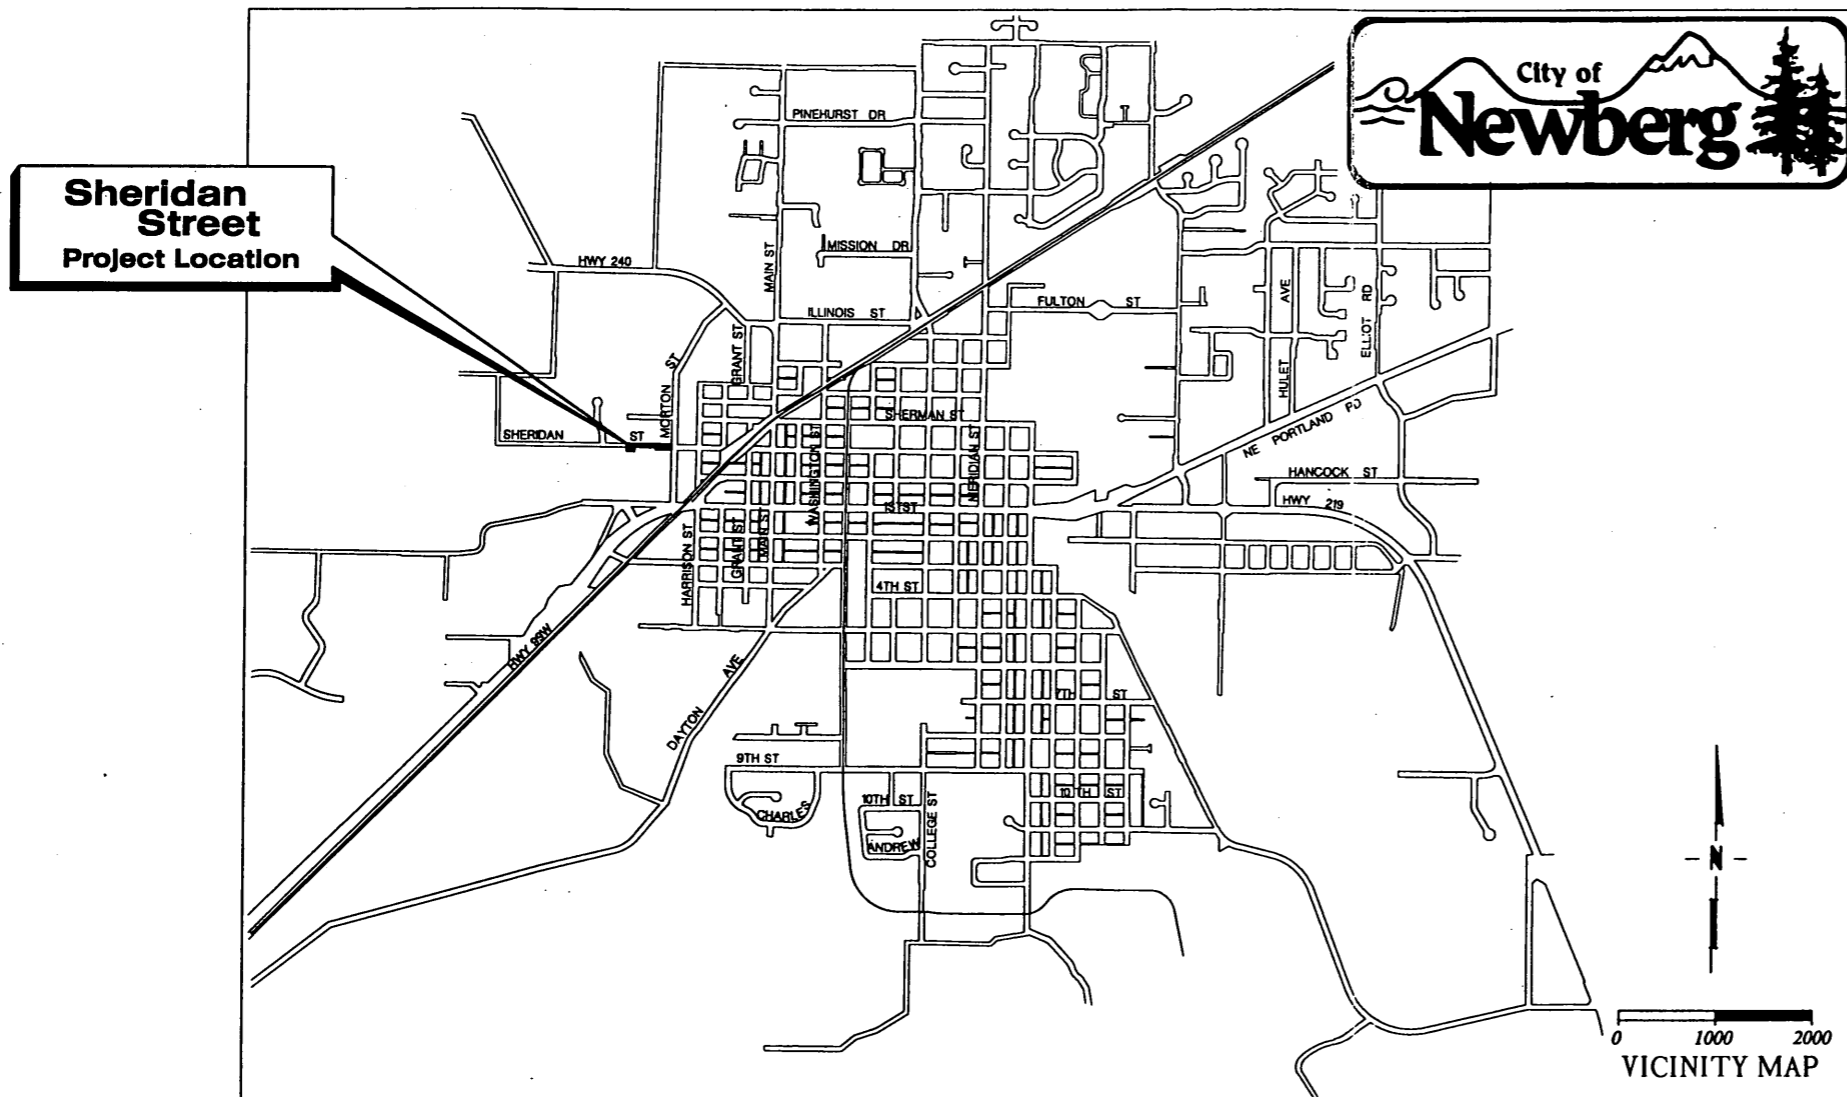 City of
Newberg
Sheridan
Street
Project Location
PINEHURST DR
MISSION DR
HWY 240
MAIN ST
ILLINOIS ST
FULTON ST
AVE
ELLIOT RD
GRANT ST
MORTON ST
HULET
SHERMAN ST
SHERIDAN ST
NE PORTLAND RD
WASHINGTON ST
MERIDIAN ST
HANCOCK ST
HWY 219
1ST ST
HARRISON ST
GRANT ST
MAIN ST
4TH ST
HWY 99W
DAYTON AVE
7TH ST
9TH ST
10TH ST
10TH ST
CHARLES
ANDREW
COLLEGE ST
N
0 1000 2000
VICINITY MAP